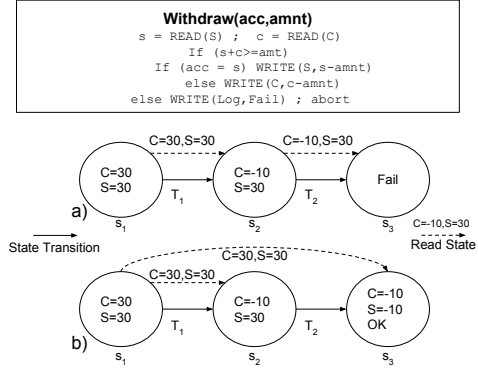 Withdraw(acc,amnt)
s = READ(S) ; c = READ(C)
If (s+c>=amt)
If (acc = s) WRITE(S,s-amnt)
else WRITE(C,c-amnt)
else WRITE(Log,Fail) ; abort
C=30,S=30 C=-10,S=30
C=30 C=-10 Fail
S=30 S=30
a) T1 T2
s1 s2 s3
C=-10,S=30
State Transition Read State
C=30,S=30
C=30,S=30
C=30 C=-10 C=-10
S=30 S=30 S=-10
OK
b) T1 T2
s1 s2 s3